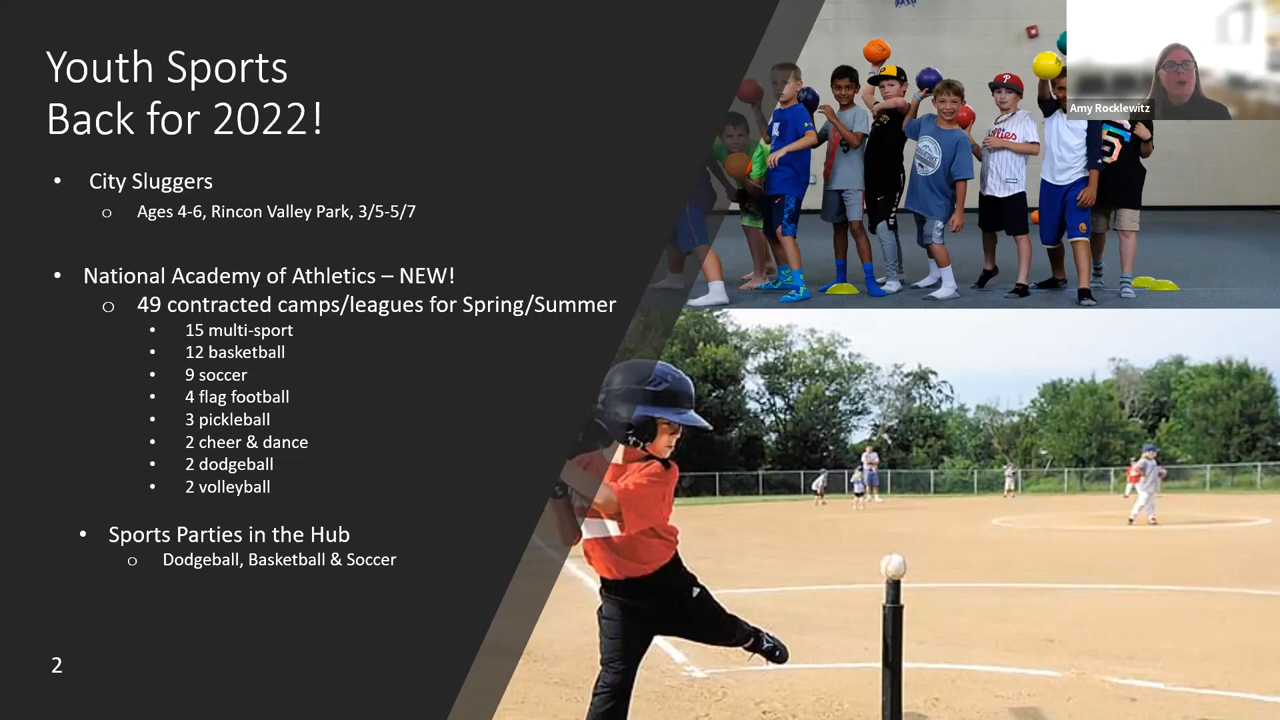 Youth Sports
Back for 2022!
• City Sluggers
o Ages 4-6, Rincon Valley Park, 3/5-5/7
• National Academy of Athletics – NEW!
o 49 contracted camps/leagues for Spring/Summer
• 15 multi-sport
• 12 basketball
• 9 soccer
• 4 flag football
• 3 pickleball
• 2 cheer & dance
• 2 dodgeball
• 2 volleyball
• Sports Parties in the Hub
o Dodgeball, Basketball & Soccer
2
Amy Rocklewitz
P
P
5